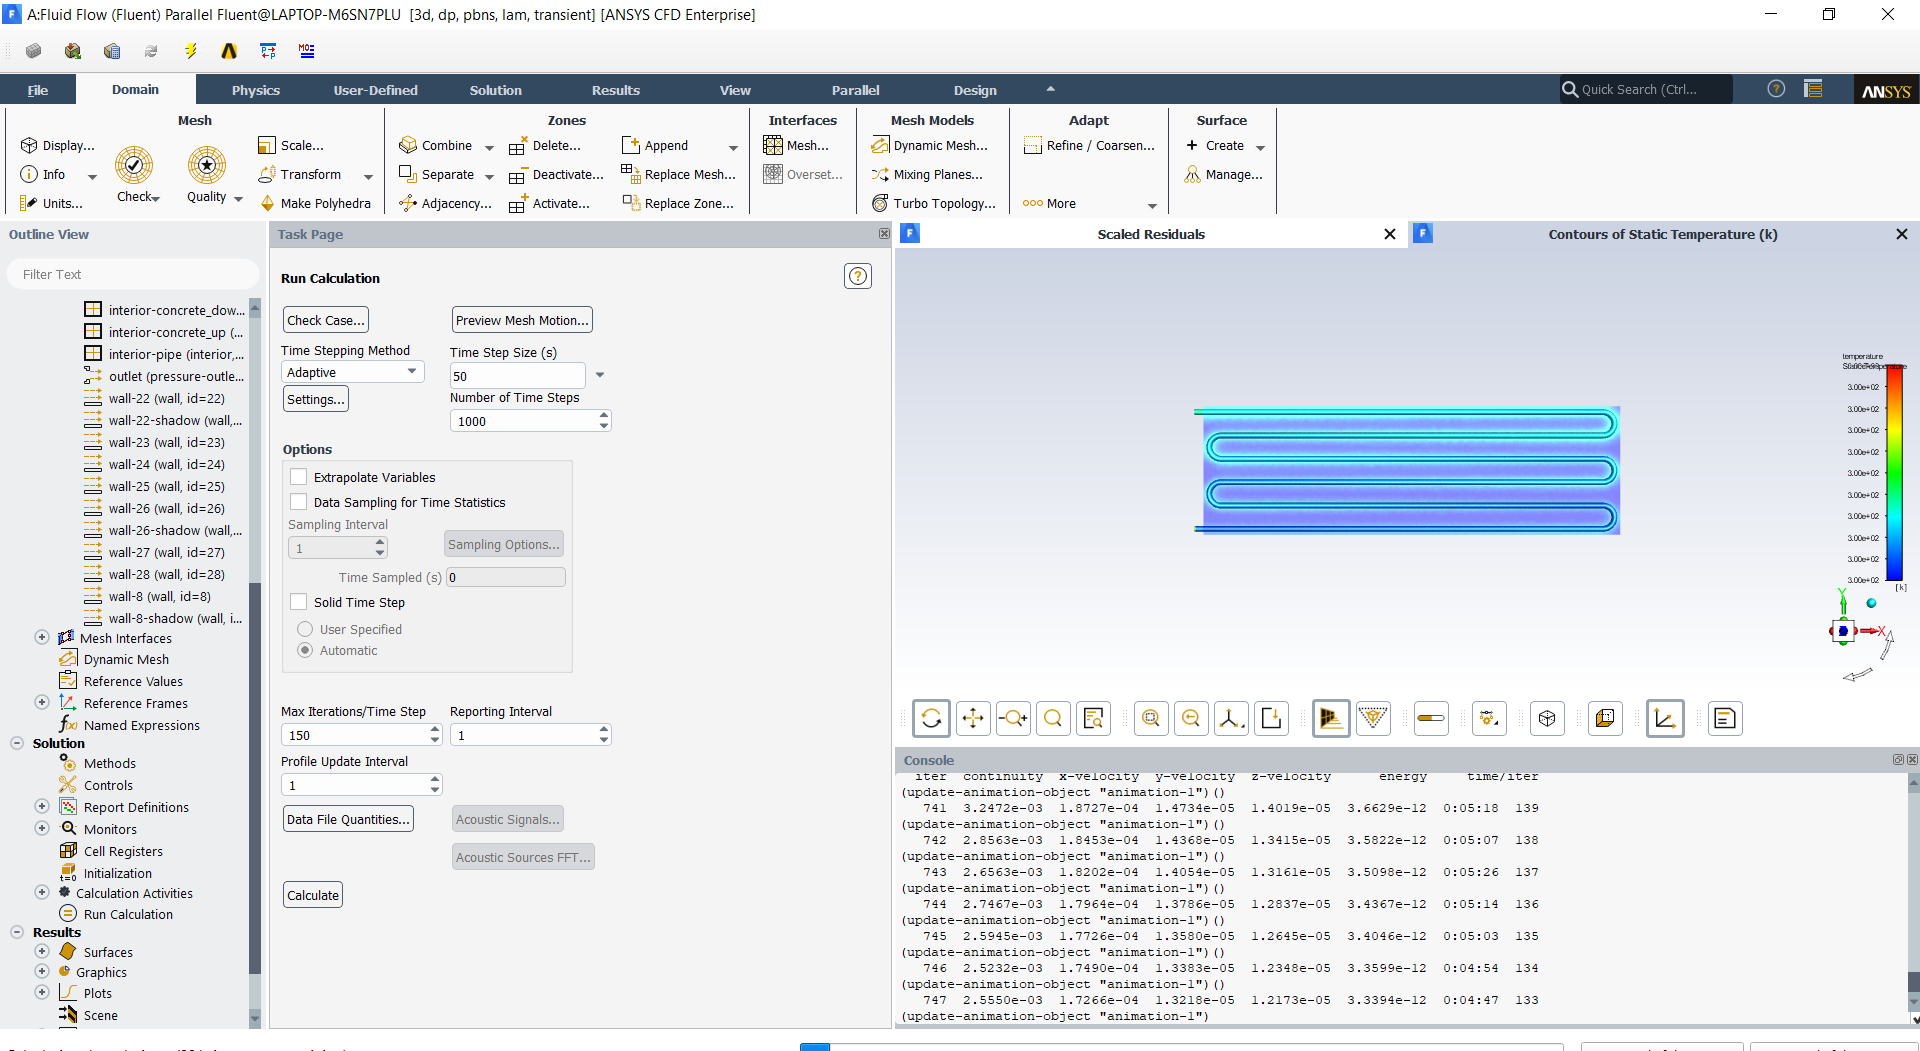 A:Fluid Flow (Fluent) Parallel Fluent@LAPTOP-M6SN7PLU [3d, dp, pbns, lam, transient] [ANSYS CFD Enterprise]
File Domain Physics User-Defined Solution Results View Parallel Design Quick Search (Ctrl... ANSYS
Mesh
Display...
Info
Units...
Check
Quality
Scale...
Transform
Make Polyhedra
Zones
Combine
Separate
Adjacency...
Delete...
Deactivate...
Activate...
Append
Replace Mesh...
Replace Zone...
Interfaces
Mesh...
Overset...
Mesh Models
Dynamic Mesh...
Mixing Planes...
Turbo Topology...
Adapt
Refine / Coarsen...
More
Surface
Create
Manage...
Outline View
Filter Text
interior-concrete_dow...
interior-concrete_up (...
interior-pipe (interior,...
outlet (pressure-outle...
wall-22 (wall, id=22)
wall-22-shadow (wall,...
wall-23 (wall, id=23)
wall-24 (wall, id=24)
wall-25 (wall, id=25)
wall-26 (wall, id=26)
wall-26-shadow (wall,...
wall-27 (wall, id=27)
wall-28 (wall, id=28)
wall-8 (wall, id=8)
wall-8-shadow (wall, i...
Mesh Interfaces
Dynamic Mesh
Reference Values
Reference Frames
Named Expressions
Solution
Methods
Controls
Report Definitions
Monitors
Cell Registers
Initialization
Calculation Activities
Run Calculation
Results
Surfaces
Graphics
Plots
Scene
Task Page
Run Calculation
Check Case... Preview Mesh Motion...
Time Stepping Method Time Step Size (s)
Adaptive 50
Settings... Number of Time Steps
1000
Options
Extrapolate Variables
Data Sampling for Time Statistics
Sampling Interval
1 Sampling Options...
Time Sampled (s) 0
Solid Time Step
User Specified
Automatic
Max Iterations/Time Step Reporting Interval
150 1
Profile Update Interval
1
Data File Quantities... Acoustic Signals...
Acoustic Sources FFT...
Calculate
Scaled Residuals Contours of Static Temperature (k)
temperature
3.00e+02
3.00e+02
3.00e+02
3.00e+02
3.00e+02
3.00e+02
3.00e+02
3.00e+02
3.00e+02
3.00e+02
[k]
Y
X
Console
iter continuity x-velocity y-velocity z-velocity energy time/iter
(update-animation-object "animation-1")()
741 3.2472e-03 1.8727e-04 1.4734e-05 1.4019e-05 3.6629e-12 0:05:18 139
(update-animation-object "animation-1")()
742 2.8563e-03 1.8453e-04 1.4368e-05 1.3415e-05 3.5822e-12 0:05:07 138
(update-animation-object "animation-1")()
743 2.6563e-03 1.8202e-04 1.4054e-05 1.3161e-05 3.5098e-12 0:05:26 137
(update-animation-object "animation-1")()
744 2.7467e-03 1.7964e-04 1.3786e-05 1.2837e-05 3.4367e-12 0:05:14 136
(update-animation-object "animation-1")()
745 2.5945e-03 1.7726e-04 1.3580e-05 1.2645e-05 3.4046e-12 0:05:03 135
(update-animation-object "animation-1")()
746 2.5232e-03 1.7490e-04 1.3383e-05 1.2348e-05 3.3599e-12 0:04:54 134
(update-animation-object "animation-1")()
747 2.5550e-03 1.7266e-04 1.3218e-05 1.2173e-05 3.3394e-12 0:04:47 133
(update-animation-object "animation-1")